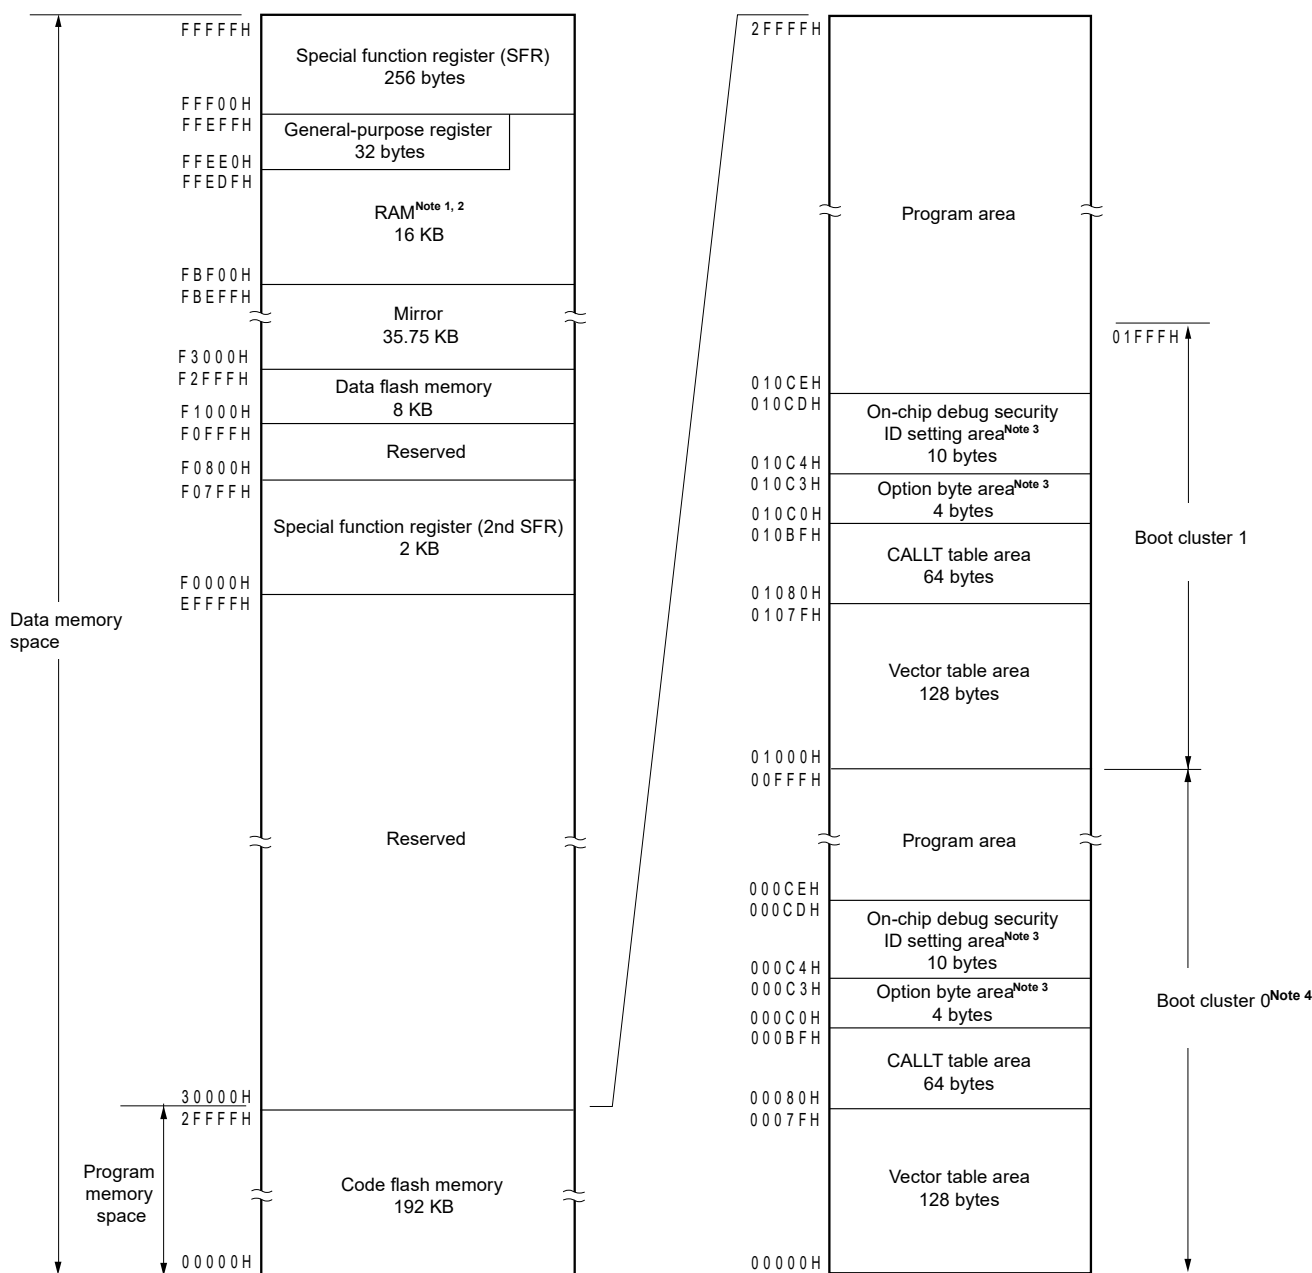 FFFFFH
Special function register (SFR)
256 bytes
FFF00H
FFEFFH
General-purpose register
32 bytes
FFEE0H
FFEDFH
RAMNote 1, 2
16 KB
FBF00H
FBEFFH
Mirror
35.75 KB
F3000H
F2FFFH
Data flash memory
8 KB
F1000H
F0FFFH
Reserved
F0800H
F07FFH
Special function register (2nd SFR)
2 KB
F0000H
EFFFFH
Data memory
space
Reserved
30000H
2FFFFH
Program
memory
space
Code flash memory
192 KB
00000H
2FFFFH
Program area
01FFFH
010CEH
010CDH
On-chip debug security
ID setting areaNote 3
10 bytes
010C4H
010C3H
Option byte areaNote 3
4 bytes
010C0H
010BFH
CALLT table area
64 bytes
Boot cluster 1
01080H
0107FH
Vector table area
128 bytes
01000H
00FFFH
Program area
000CEH
000CDH
On-chip debug security
ID setting areaNote 3
10 bytes
000C4H
000C3H
Option byte areaNote 3
4 bytes
Boot cluster 0Note 4
000C0H
000BFH
CALLT table area
64 bytes
00080H
0007FH
Vector table area
128 bytes
00000H